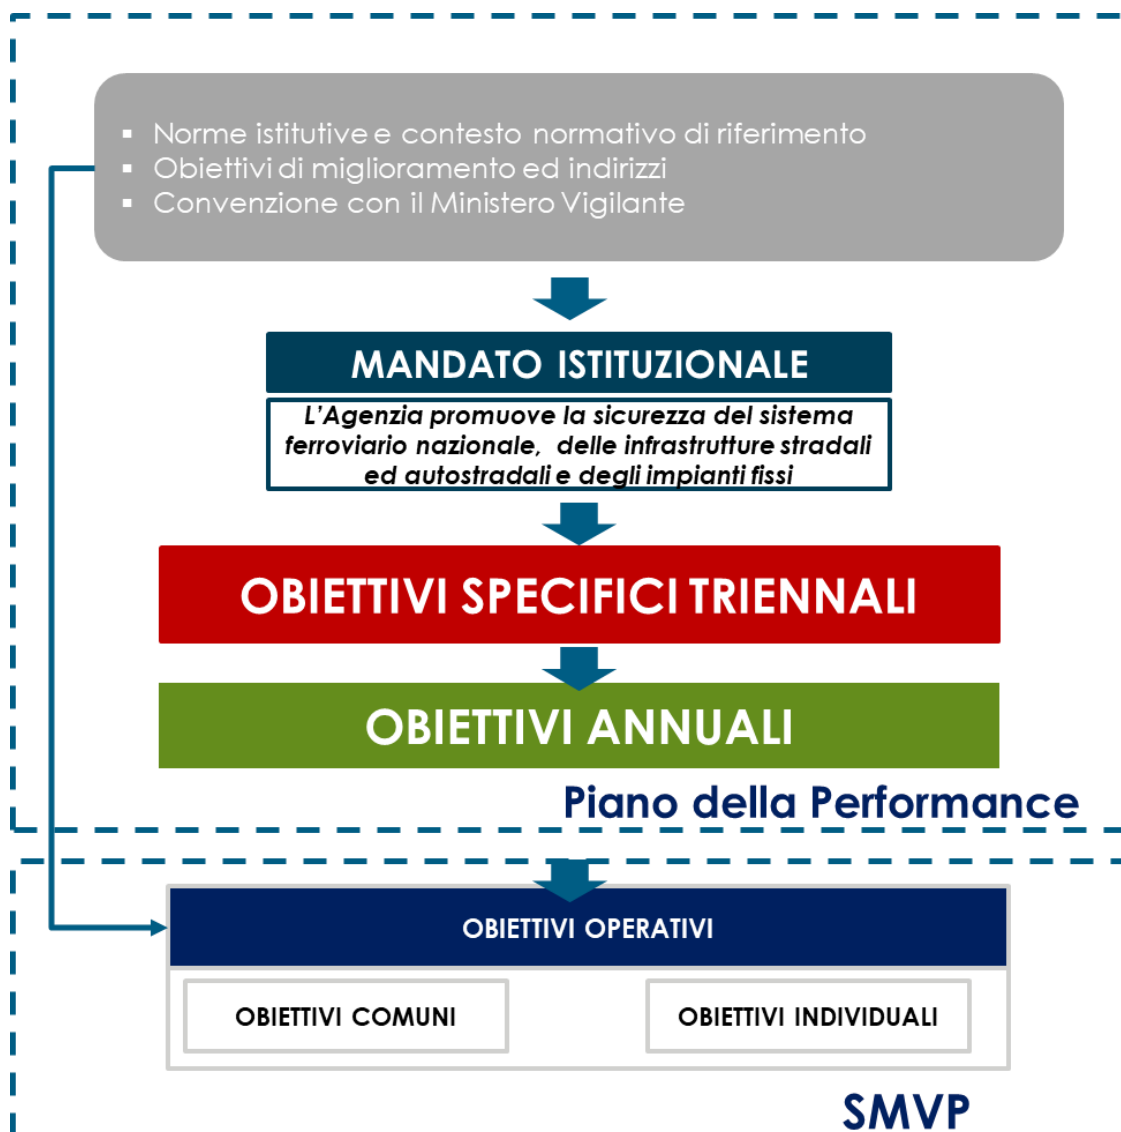 ▪ Norme istitutive e contesto normativo di riferimento
▪ Obiettivi di miglioramento ed indirizzi
▪ Convenzione con il Ministero Vigilante
MANDATO ISTITUZIONALE
L'Agenzia promuove la sicurezza del sistema
ferroviario nazionale, delle infrastrutture stradali
ed autostradali e degli impianti fissi
OBIETTIVI SPECIFICI TRIENNALI
OBIETTIVI ANNUALI
Piano della Performance
OBIETTIVI OPERATIVI
OBIETTIVI COMUNI
OBIETTIVI INDIVIDUALI
SMVP